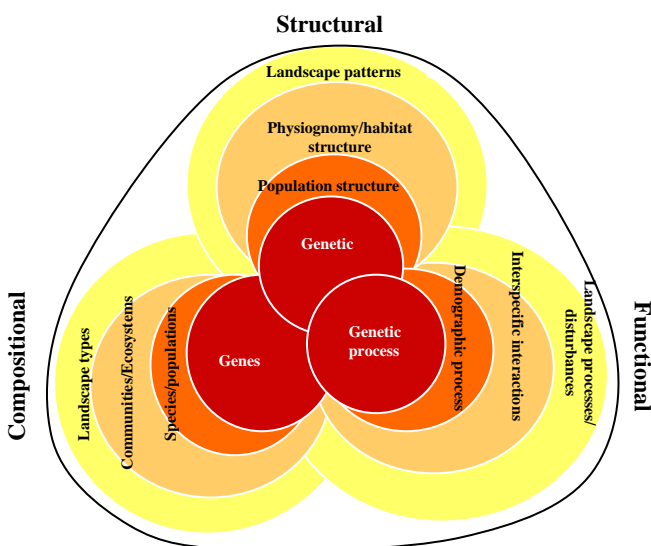 Structural
Landscape patterns
Physiognomy/habitat
structure
Population structure
Genetic
Compositional
Landscape types
Communities/Ecosystems
Species/populations
Genes
Genetic
process
Demographic process
Interspecific interactions
Landscape processes/
disturbances
Functional